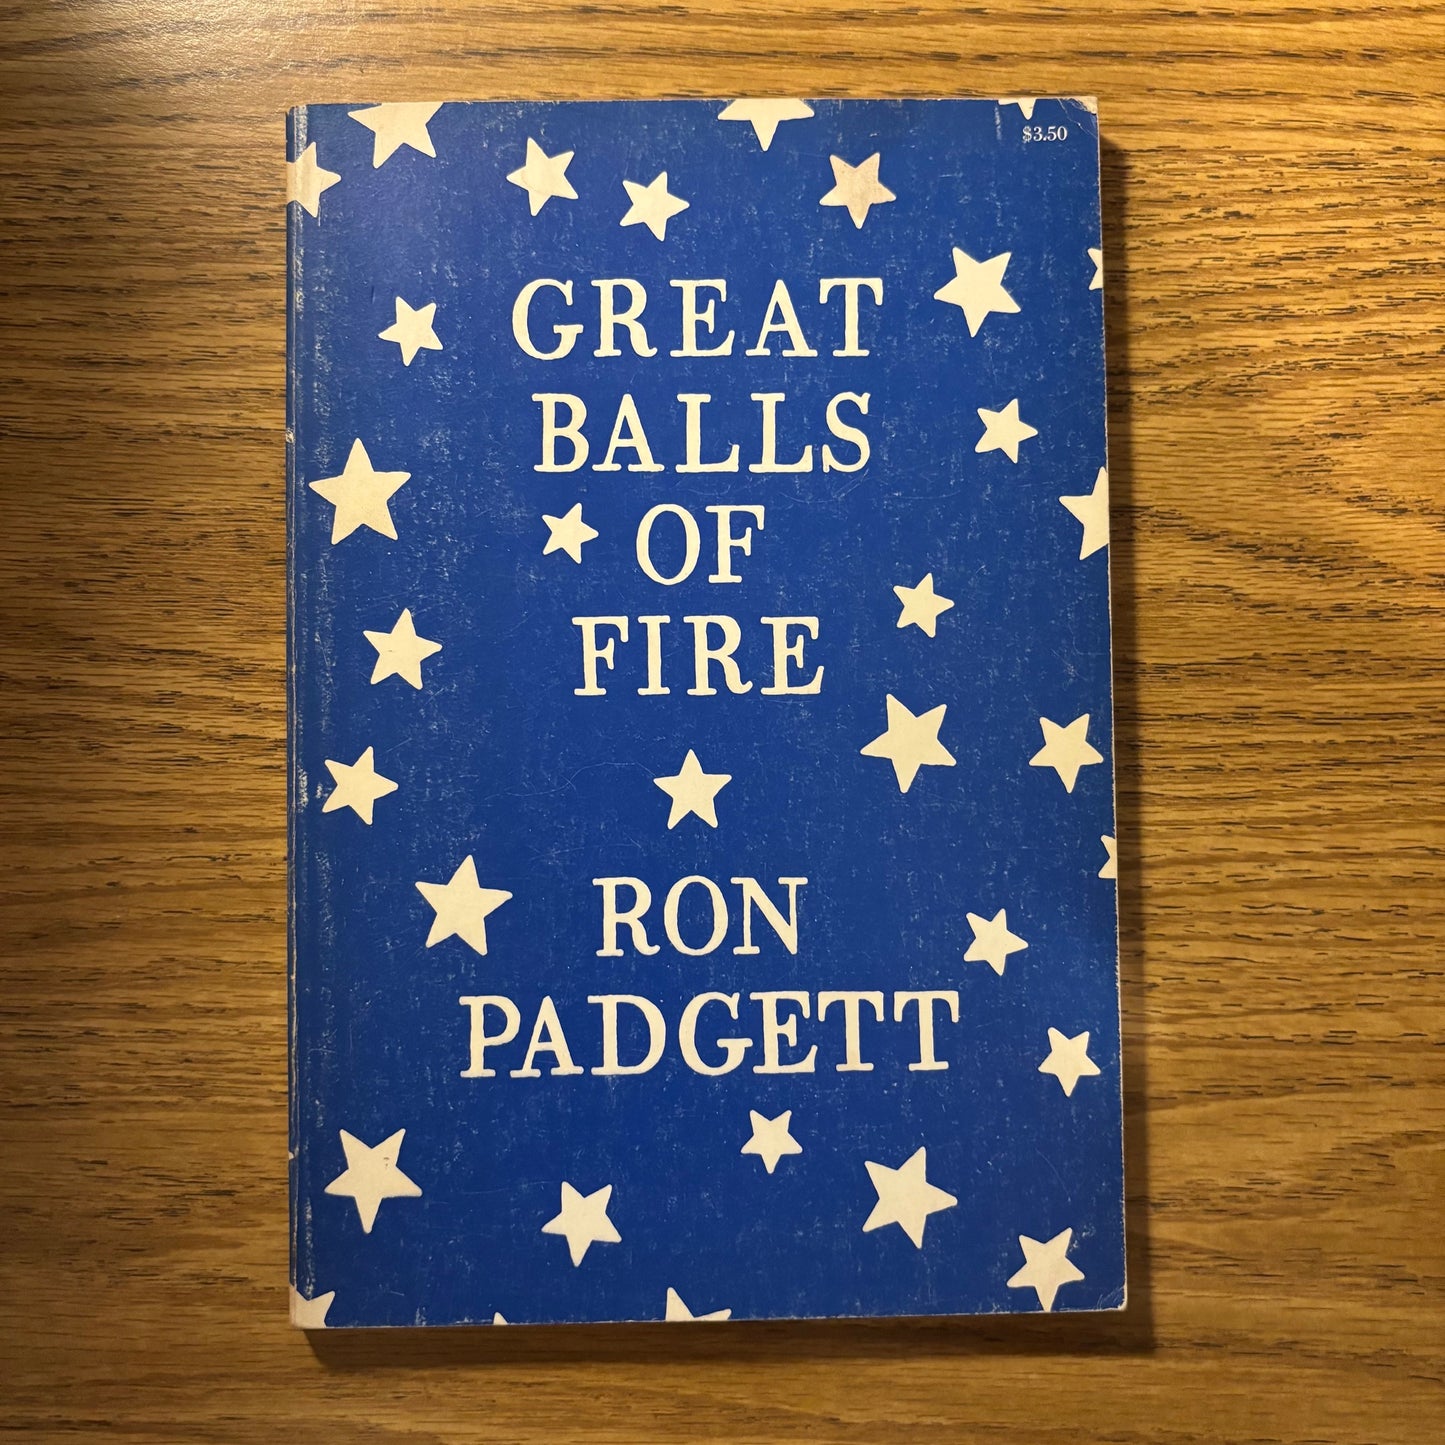 $3.50
GREAT
BALLS
OF
FIRE
RON
PADGETT